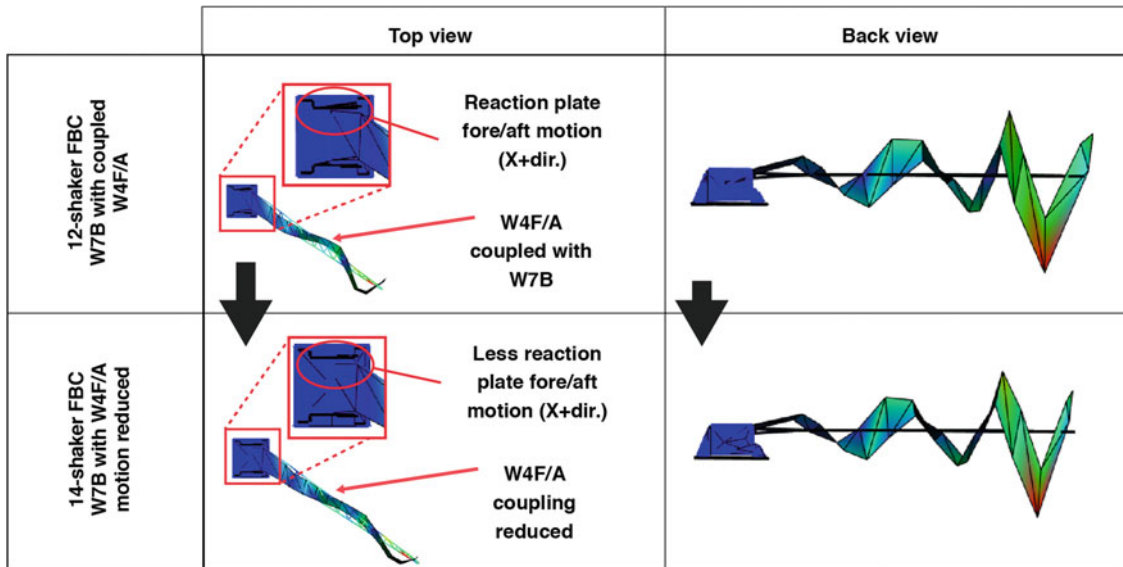 Top view
Back view
12-shaker FBC
W7B with coupled
W4F/A
Reaction plate
fore/aft motion
(X+dir.)
W4F/A
coupled with
W7B
14-shaker FBC
W7B with W4F/A
motion reduced
Less reaction
plate fore/aft
motion (X+dir.)
W4F/A
coupling
reduced